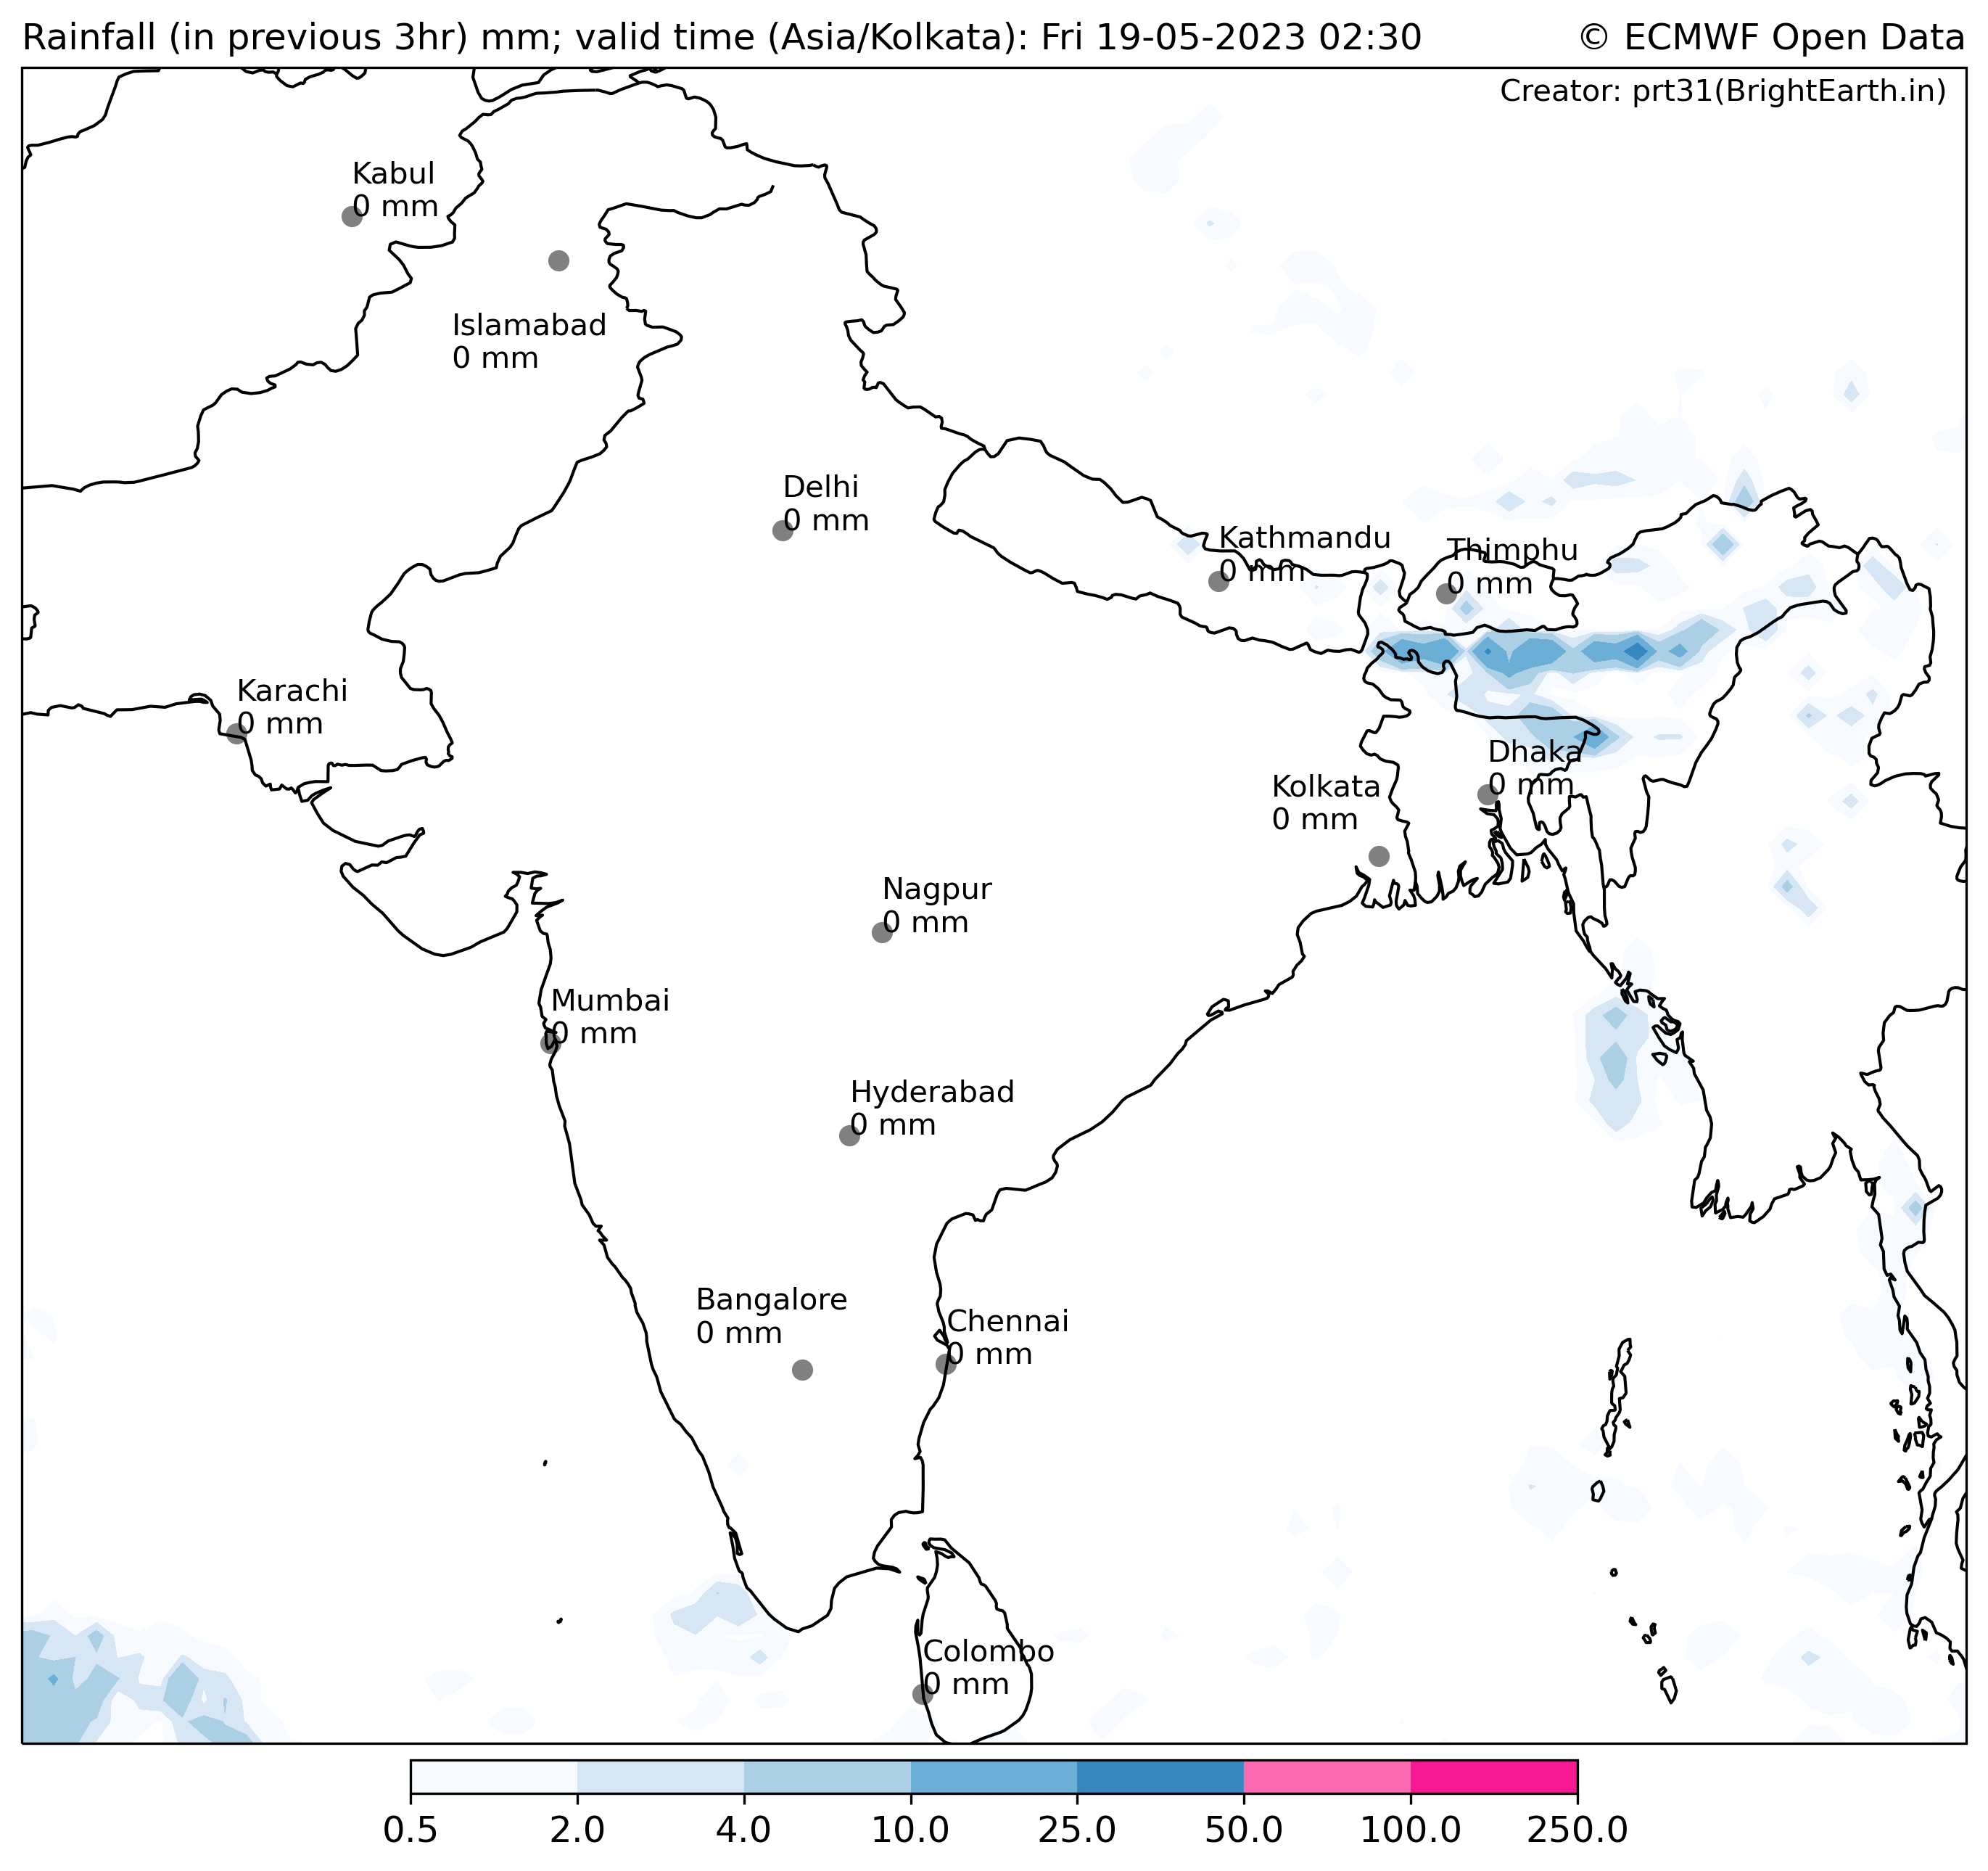 Rainfall (in previous 3hr) mm; valid time (Asia/Kolkata): Fri 19-05-2023 02:30
© ECMWF Open Data
Creator: prt31(BrightEarth.in)
Kabul
0 mm
Islamabad
0 mm
Delhi
0 mm
Kathmandu
0 mm
Thimphu
0 mm
Karachi
0 mm
Dhaka
0 mm
Kolkata
0 mm
Nagpur
0 mm
Mumbai
0 mm
Hyderabad
0 mm
Bangalore
0 mm
Chennai
0 mm
Colombo
0 mm
0.5 2.0 4.0 10.0 25.0 50.0 100.0 250.0